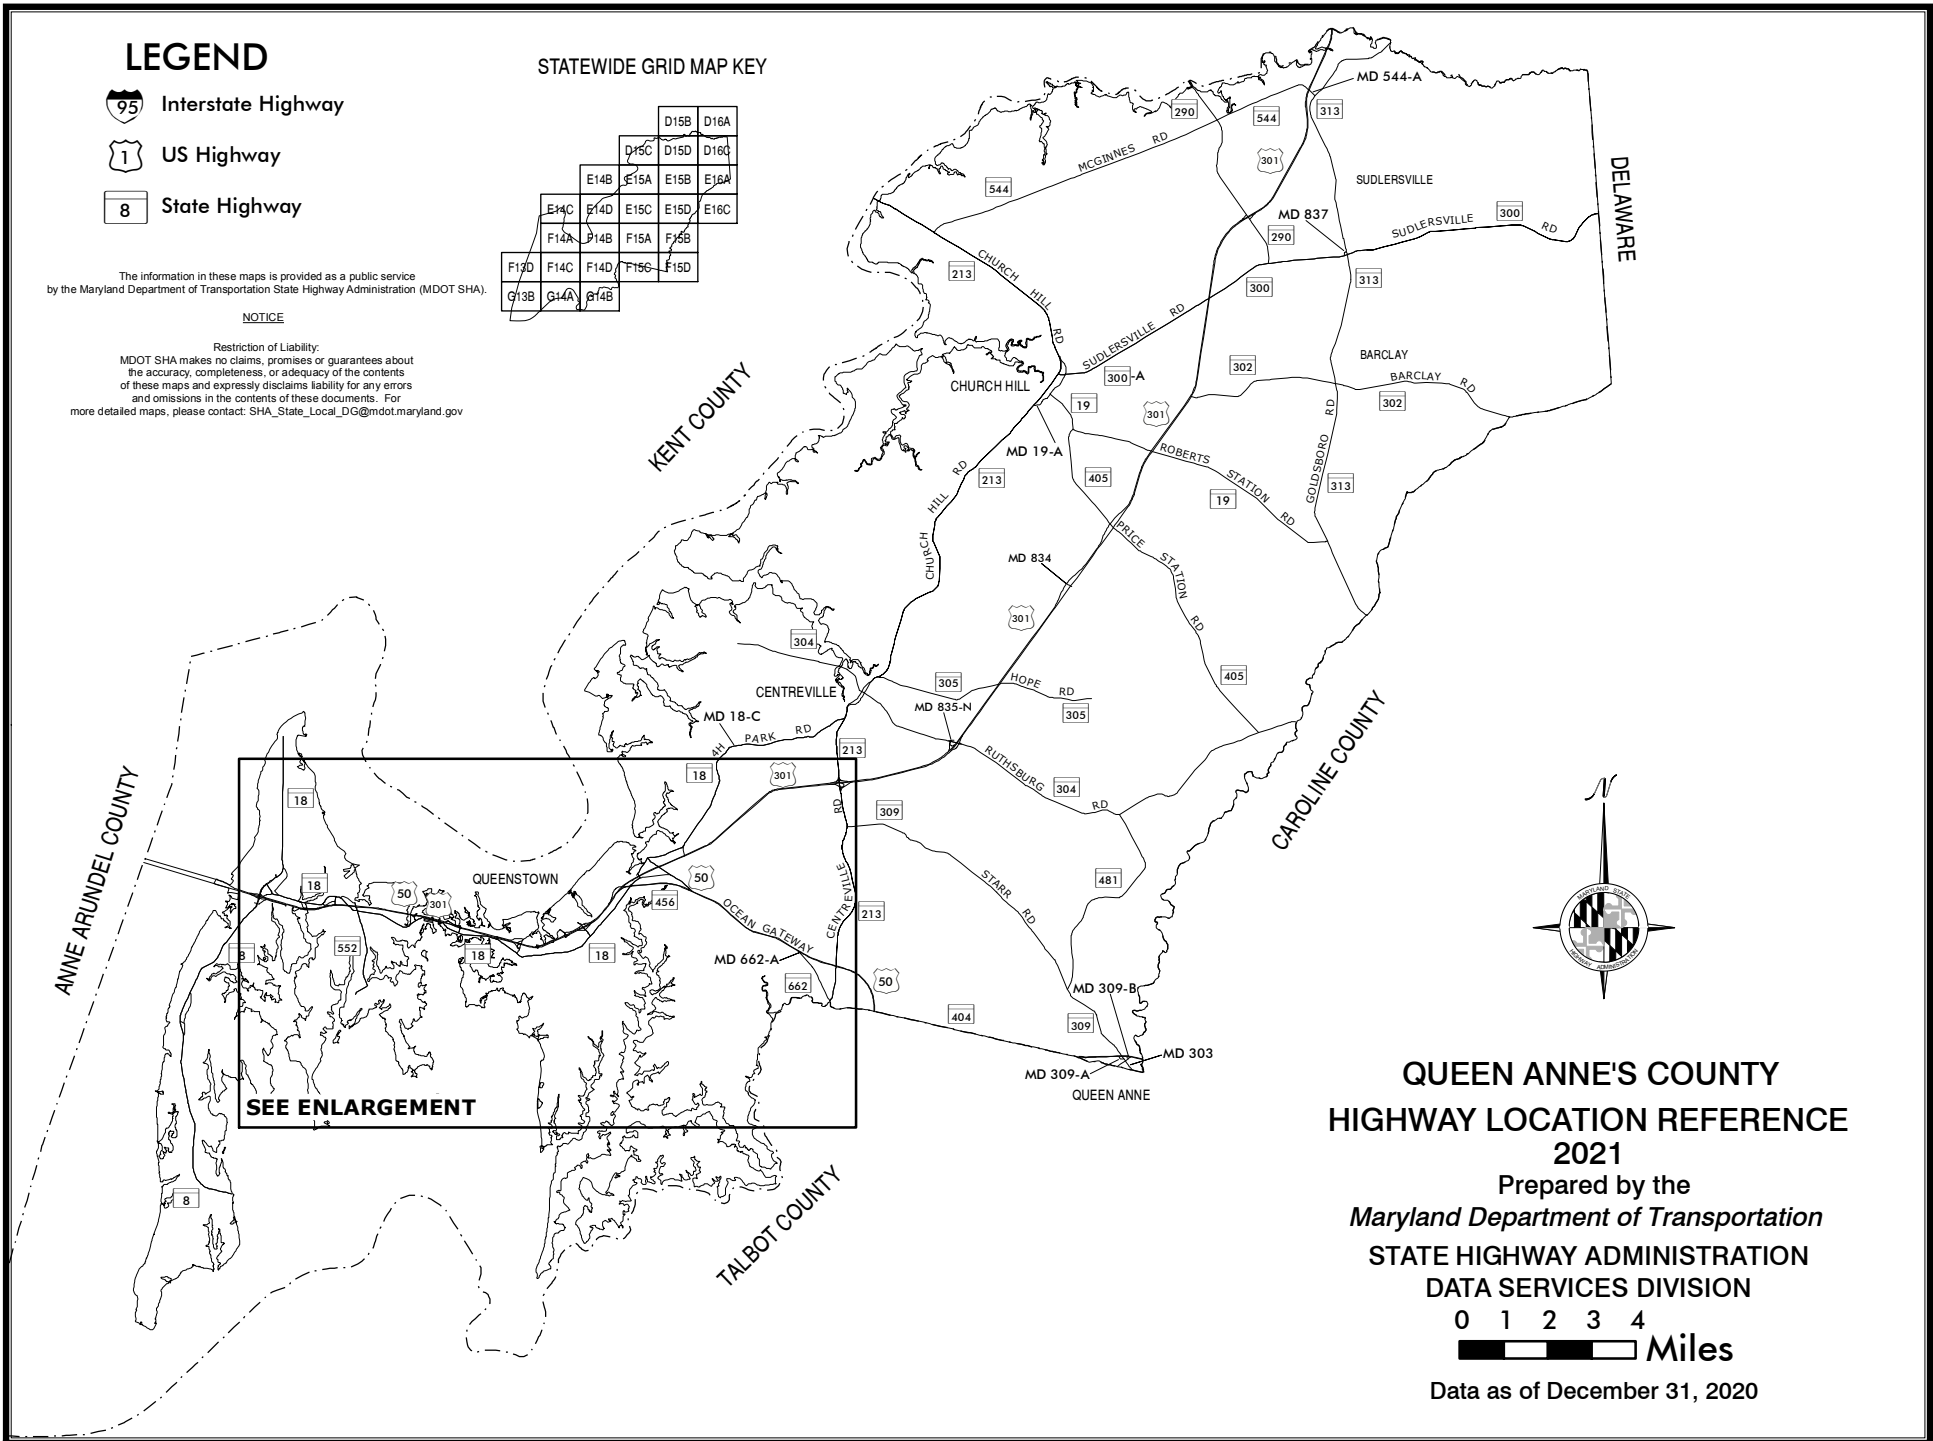 LEGEND
95 Interstate Highway
1 US Highway
8 State Highway
The information in these maps is provided as a public service
by the Maryland Department of Transportation State Highway Administration (MDOT SHA).
NOTICE
Restriction of Liability:
MDOT SHA makes no claims, promises or guarantees about
the accuracy, completeness, or adequacy of the contents
of these maps and expressly disclaims liability for any errors
and omissions in the contents of these documents. For
more detailed maps, please contact: SHA_State_Local_DG@mdot.maryland.gov
STATEWIDE GRID MAP KEY
D15B D16A
D15C D15D D16C
E14B E15A E15B E16A
E14C E14D E15C E15D E16C
F14A F14B F15A F15B
F13D F14C F14D F15C F15D
G13B G14A G14B
MD 544-A
290
544
313
MCGINNES RD
301
544
SUDLERSVILLE
DELAWARE
MD 837
SUDLERSVILLE RD
300
290
213
CHURCH HILL RD
300
313
SUDLERSVILLE RD
KENT COUNTY
CHURCH HILL
300 -A
302
BARCLAY
BARCLAY RD
302
19
301
MD 19-A
ROBERTS STATION RD
GOLDSBORO RD
213
405
19
313
CHURCH HILL RD
PRICE STATION RD
MD 834
301
304
405
305
HOPE RD
305
CENTREVILLE
MD 835-N
MD 18-C
4H PARK RD
213
RUTHSBURG RD
304
CAROLINE COUNTY
18
301
18
309
RD
ANNE ARUNDEL COUNTY
QUEENSTOWN
18
50
301
50
456
OCEAN GATEWAY
CENTREVILLE
213
STARR RD
481
8
552
18
18
MD 662-A
662
50
404
MD 309-B
309
MD 303
MD 309-A
QUEEN ANNE
SEE ENLARGEMENT
8
TALBOT COUNTY
N
MARYLAND STATE
HIGHWAY ADMINISTRATION
QUEEN ANNE'S COUNTY
HIGHWAY LOCATION REFERENCE
2021
Prepared by the
Maryland Department of Transportation
STATE HIGHWAY ADMINISTRATION
DATA SERVICES DIVISION
0 1 2 3 4
Miles
Data as of December 31, 2020